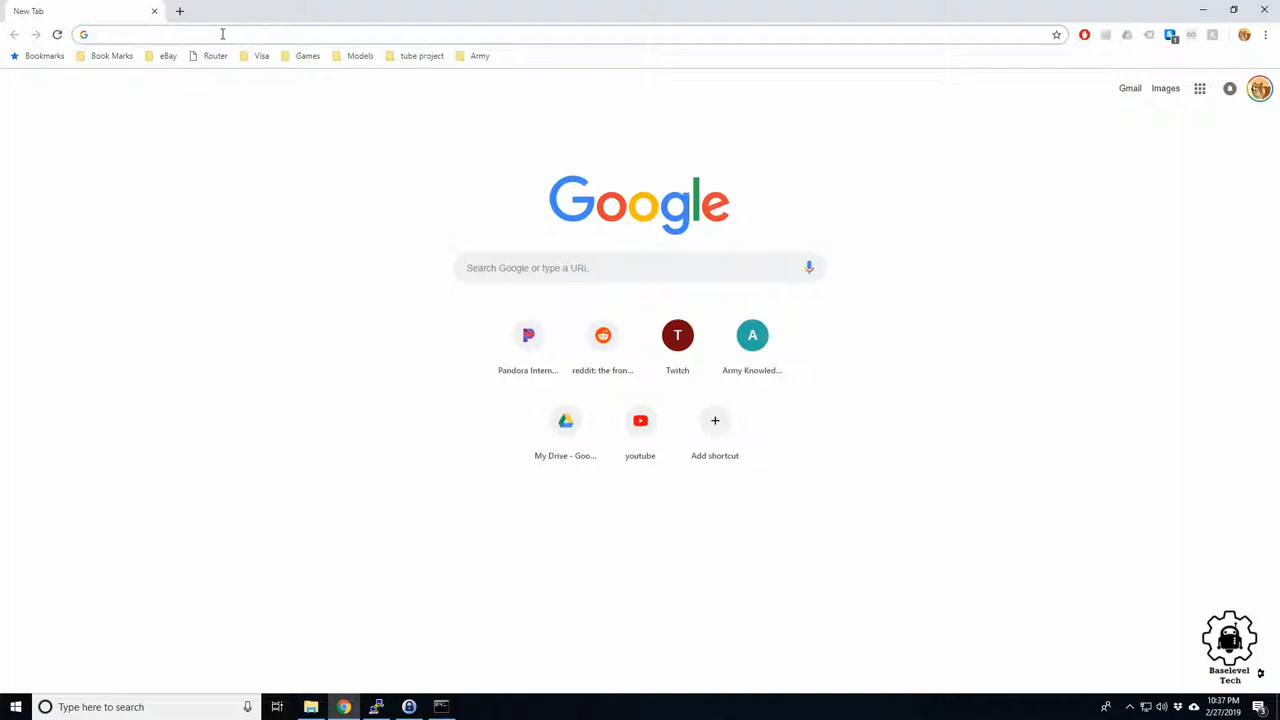 New Tab
Bookmarks Book Marks eBay Router Visa Games Models tube project Army
Gmail Images
Google
Search Google or type a URL
Pandora Intern... reddit: the fron... T Twitch A Army Knowled...
My Drive - Goo... youtube Add shortcut
Baselevel
Tech
Type here to search
10:37 PM
2/27/2019
3